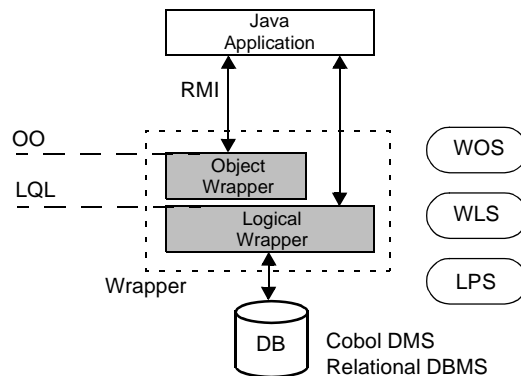 Java
Application
RMI
OO
WOS
Object
Wrapper
LQL
WLS
Logical
Wrapper
LPS
Wrapper
DB
Cobol DMS
Relational DBMS